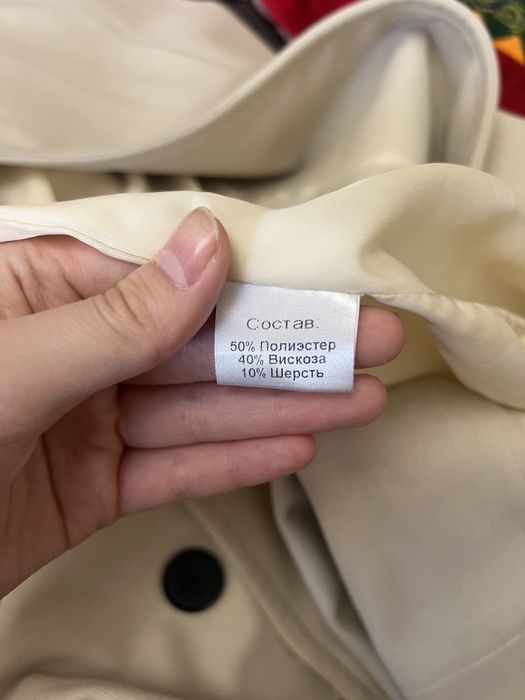 Состав:
50% Полиэстер
40% Вискоза
10% Шерсть